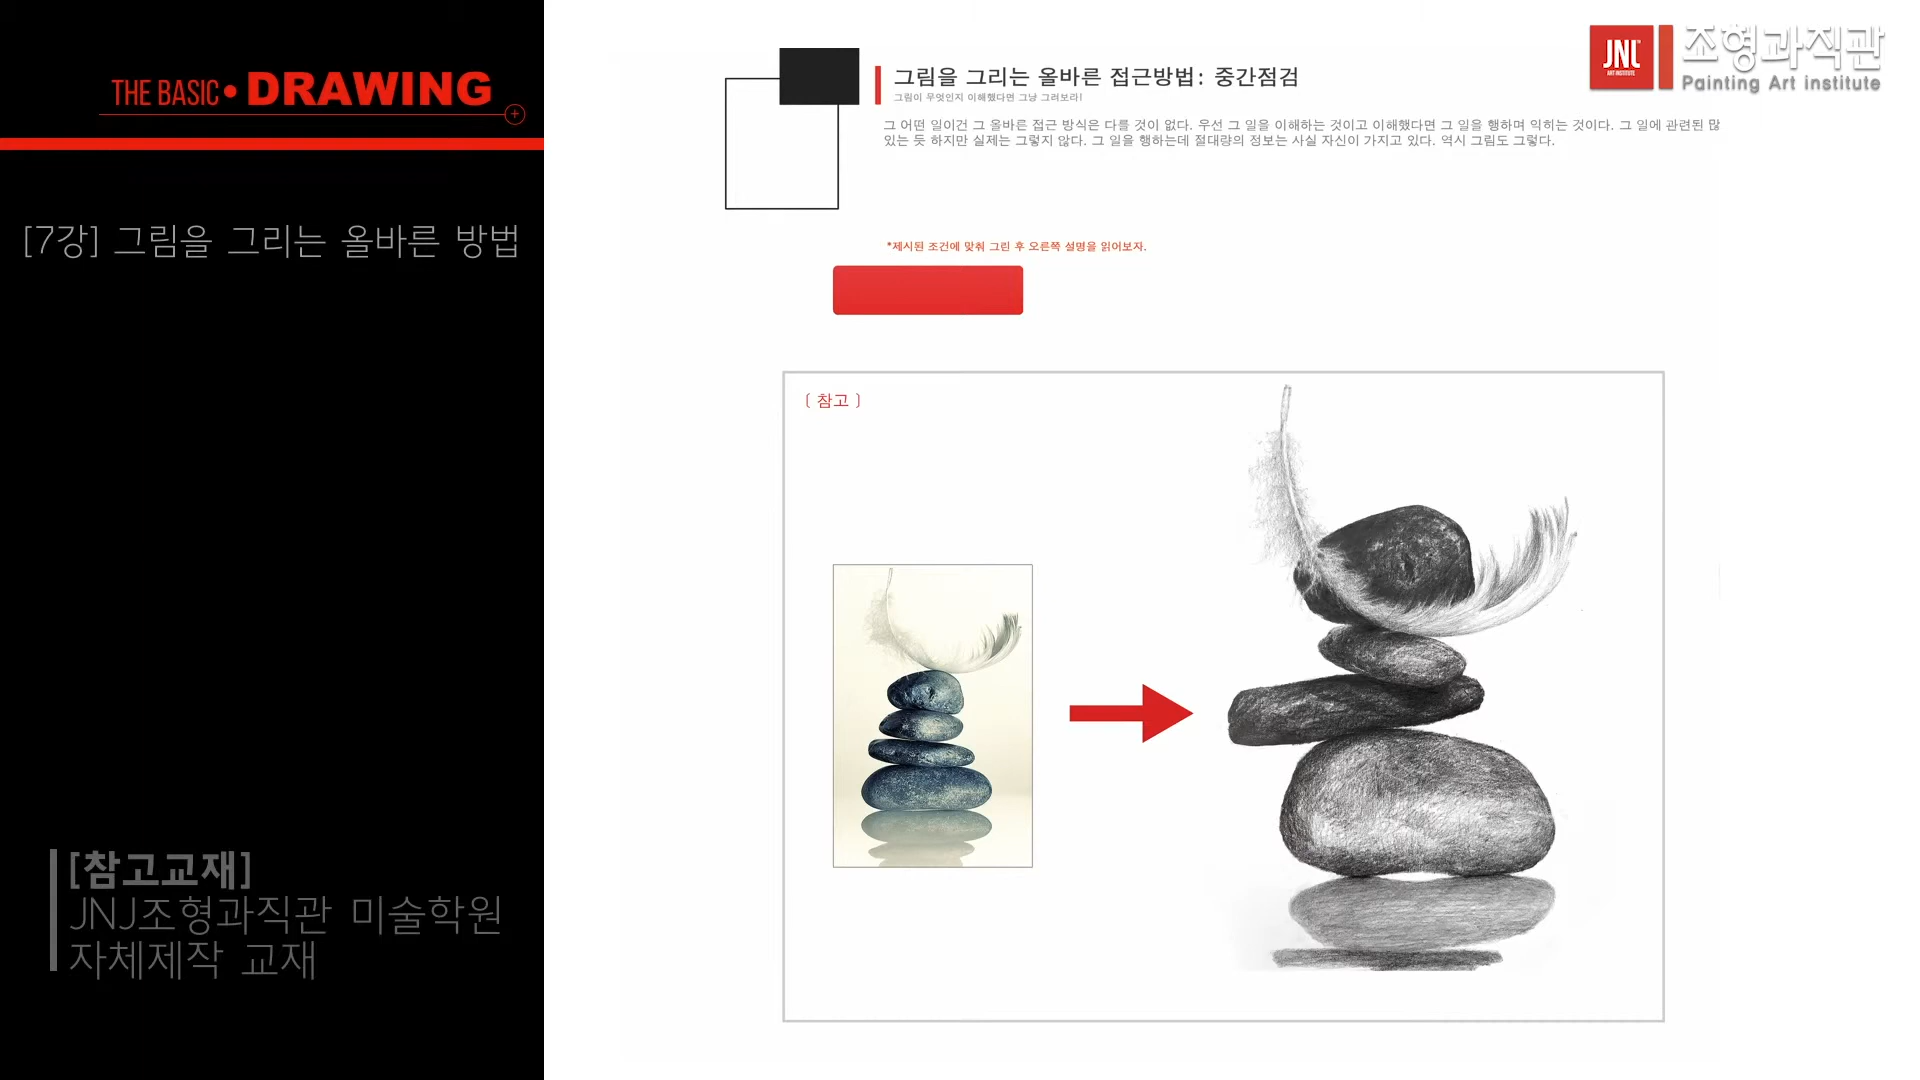 THE BASIC • DRAWING
[7강] 그림을 그리는 올바른 방법
[참고교재]
JNJ조형과직관 미술학원
자체제작 교재
JNL
ART INSTITUTE
조형과직관
Painting Art institute
그림을 그리는 올바른 접근방법: 중간점검
그림이 무엇인지 이해했다면 그냥 그려보라!
그 어떤 일이건 그 올바른 접근 방식은 다를 것이 없다. 우선 그 일을 이해하는 것이고 이해했다면 그 일을 행하며 익히는 것이다. 그 일에 관련된 많
있는 듯 하지만 실제는 그렇지 않다. 그 일을 행하는데 절대량의 정보는 사실 자신이 가지고 있다. 역시 그림도 그렇다.
*제시된 조건에 맞춰 그린 후 오른쪽 설명을 읽어보자.
[ 참고 ]